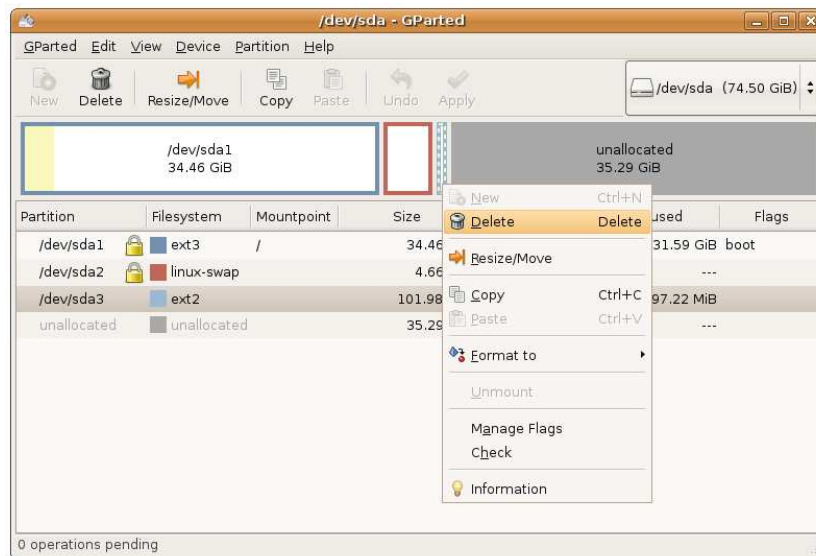 /dev/sda - GParted
GParted Edit View Device Partition Help
New Delete Resize/Move Copy Paste Undo Apply
/dev/sda (74.50 GiB)
/dev/sda1
34.46 GiB
unallocated
35.29 GiB
Partition Filesystem Mountpoint Size used Flags
/dev/sda1 ext3 / 34.46 31.59 GiB boot
/dev/sda2 linux-swap 4.66 ---
/dev/sda3 ext2 101.98 97.22 MiB
unallocated unallocated 35.29 ---
New Ctrl+N
Delete Delete
Resize/Move
Copy Ctrl+C
Paste Ctrl+V
Format to
Unmount
Manage Flags
Check
Information
0 operations pending